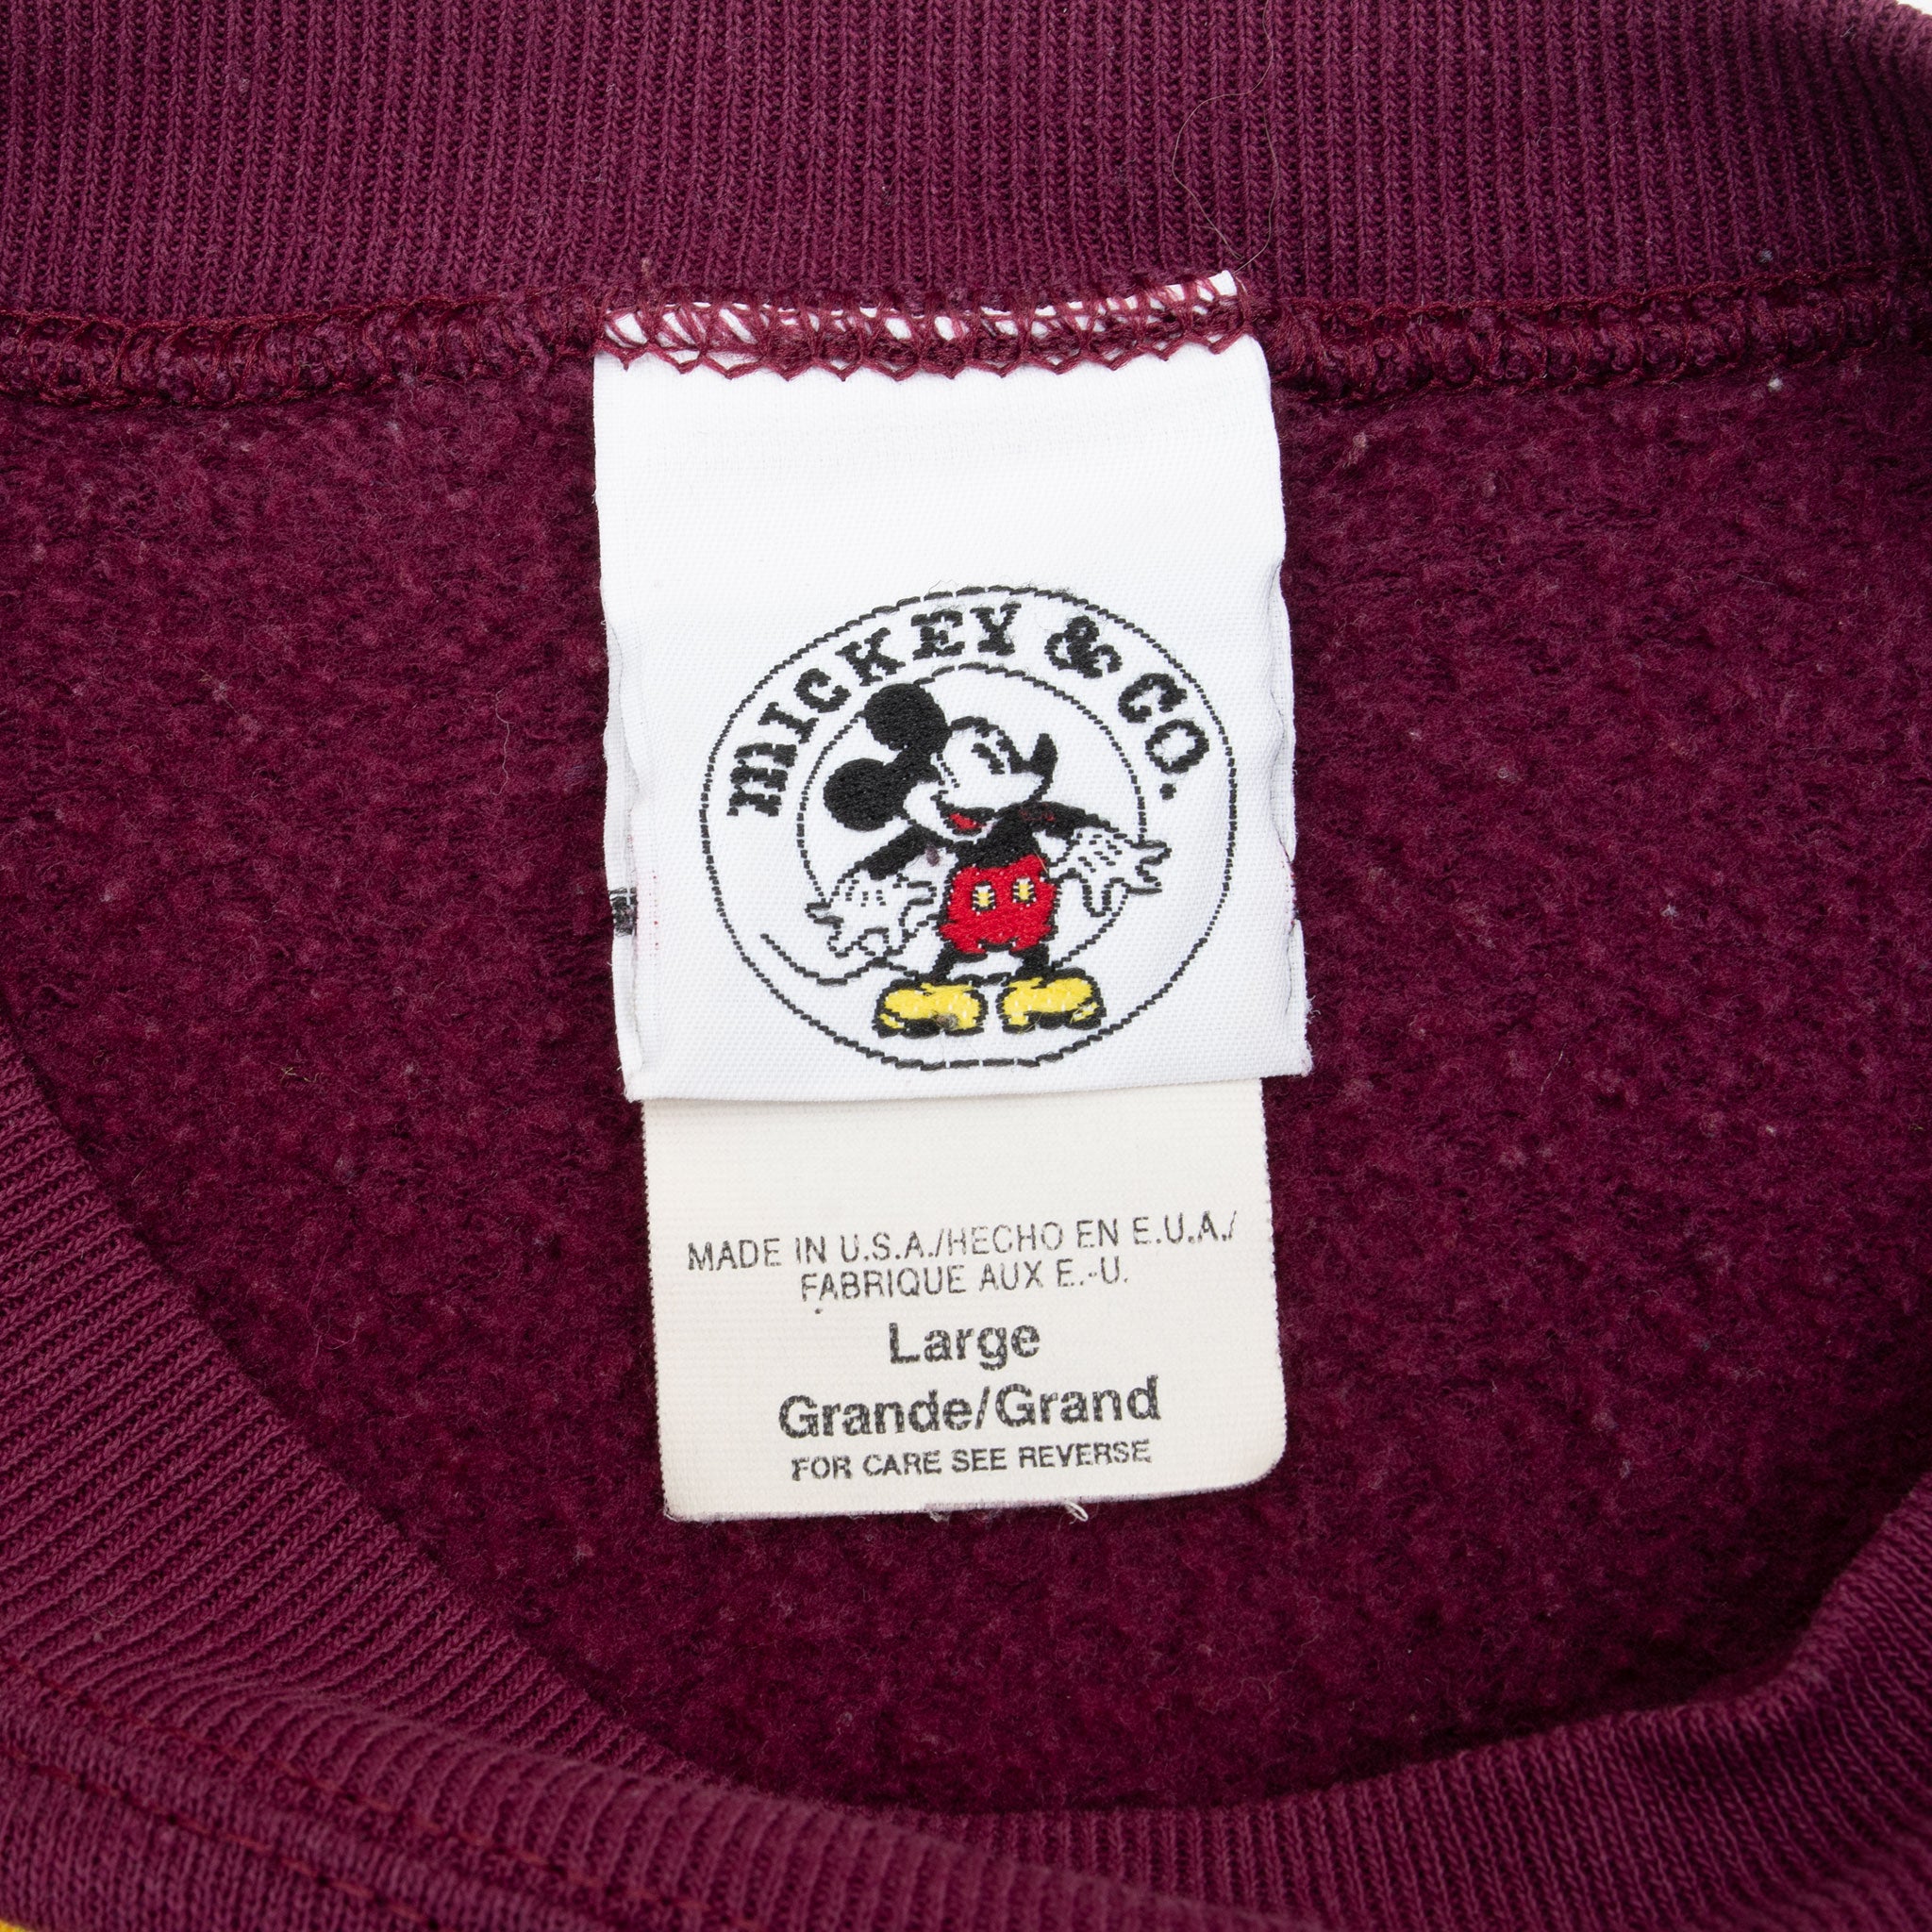 MICKEY & CO.
MADE IN U.S.A./HECHO EN E.U.A./
FABRIQUE AUX E.-U.
Large
Grande/Grand
FOR CARE SEE REVERSE